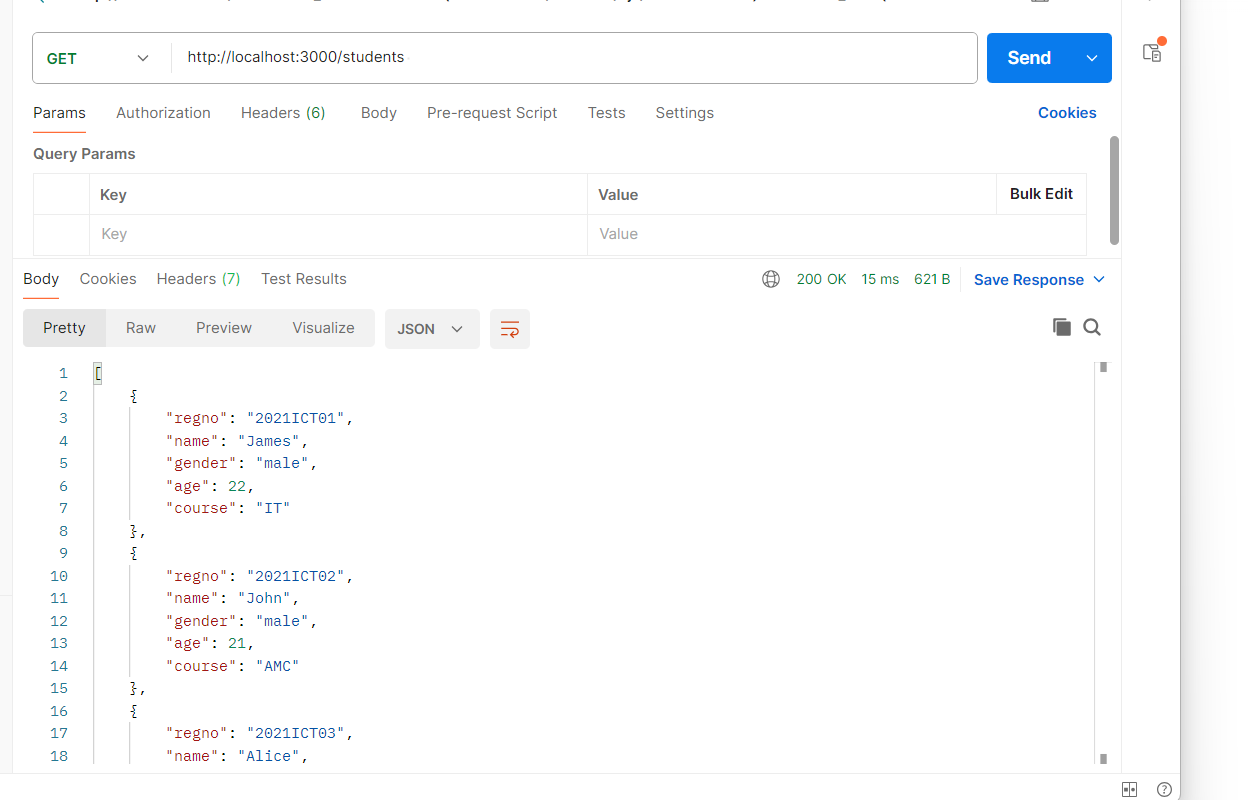 GET http://localhost:3000/students Send
Params Authorization Headers (6) Body Pre-request Script Tests Settings Cookies
Query Params
Key Value Bulk Edit
Key Value
Body Cookies Headers (7) Test Results 200 OK 15 ms 621 B Save Response
Pretty Raw Preview Visualize JSON
1 [
2 {
3 "regno": "2021ICT01",
4 "name": "James",
5 "gender": "male",
6 "age": 22,
7 "course": "IT"
8 },
9 {
10 "regno": "2021ICT02",
11 "name": "John",
12 "gender": "male",
13 "age": 21,
14 "course": "AMC"
15 },
16 {
17 "regno": "2021ICT03",
18 "name": "Alice",